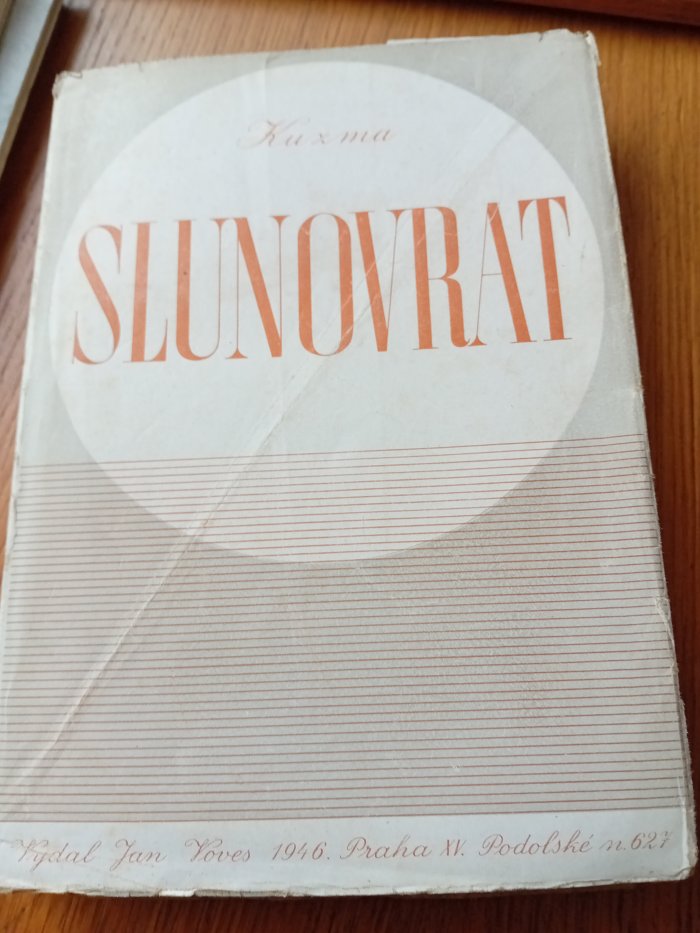 Kuzma
SLUNOVRAT
Vydal Jan Voves 1946. Praha XV. Podolské n. 627